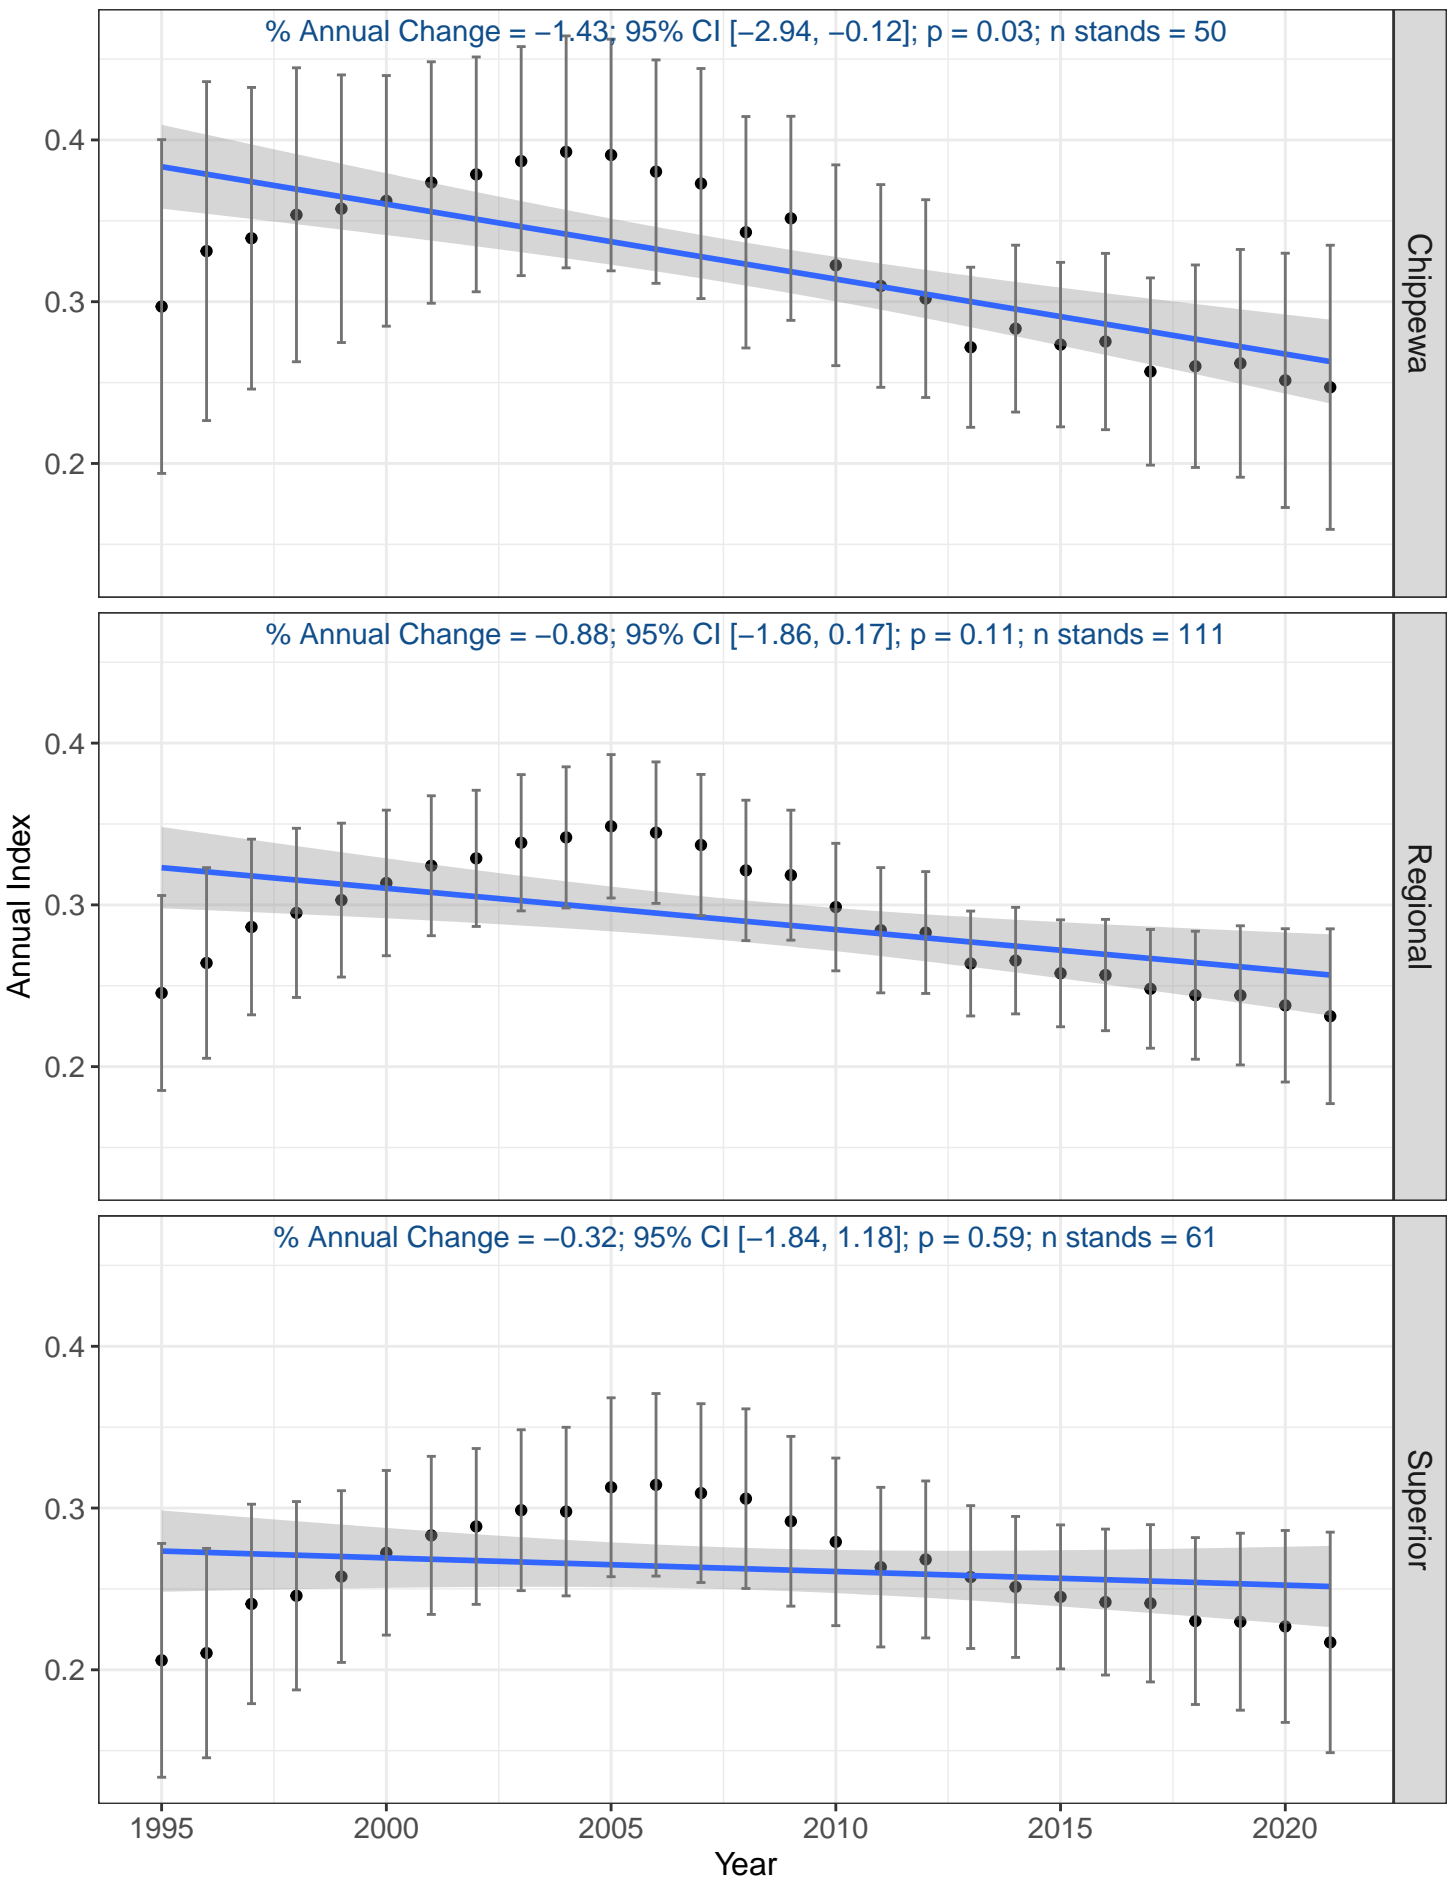 % Annual Change = −1.43; 95% CI [−2.94, −0.12]; p = 0.03; n stands = 50
0.4
0.3
0.2
Chippewa
% Annual Change = −0.88; 95% CI [−1.86, 0.17]; p = 0.11; n stands = 111
0.4
0.3
0.2
Regional
Annual Index
% Annual Change = −0.32; 95% CI [−1.84, 1.18]; p = 0.59; n stands = 61
0.4
0.3
0.2
Superior
1995 2000 2005 2010 2015 2020
Year